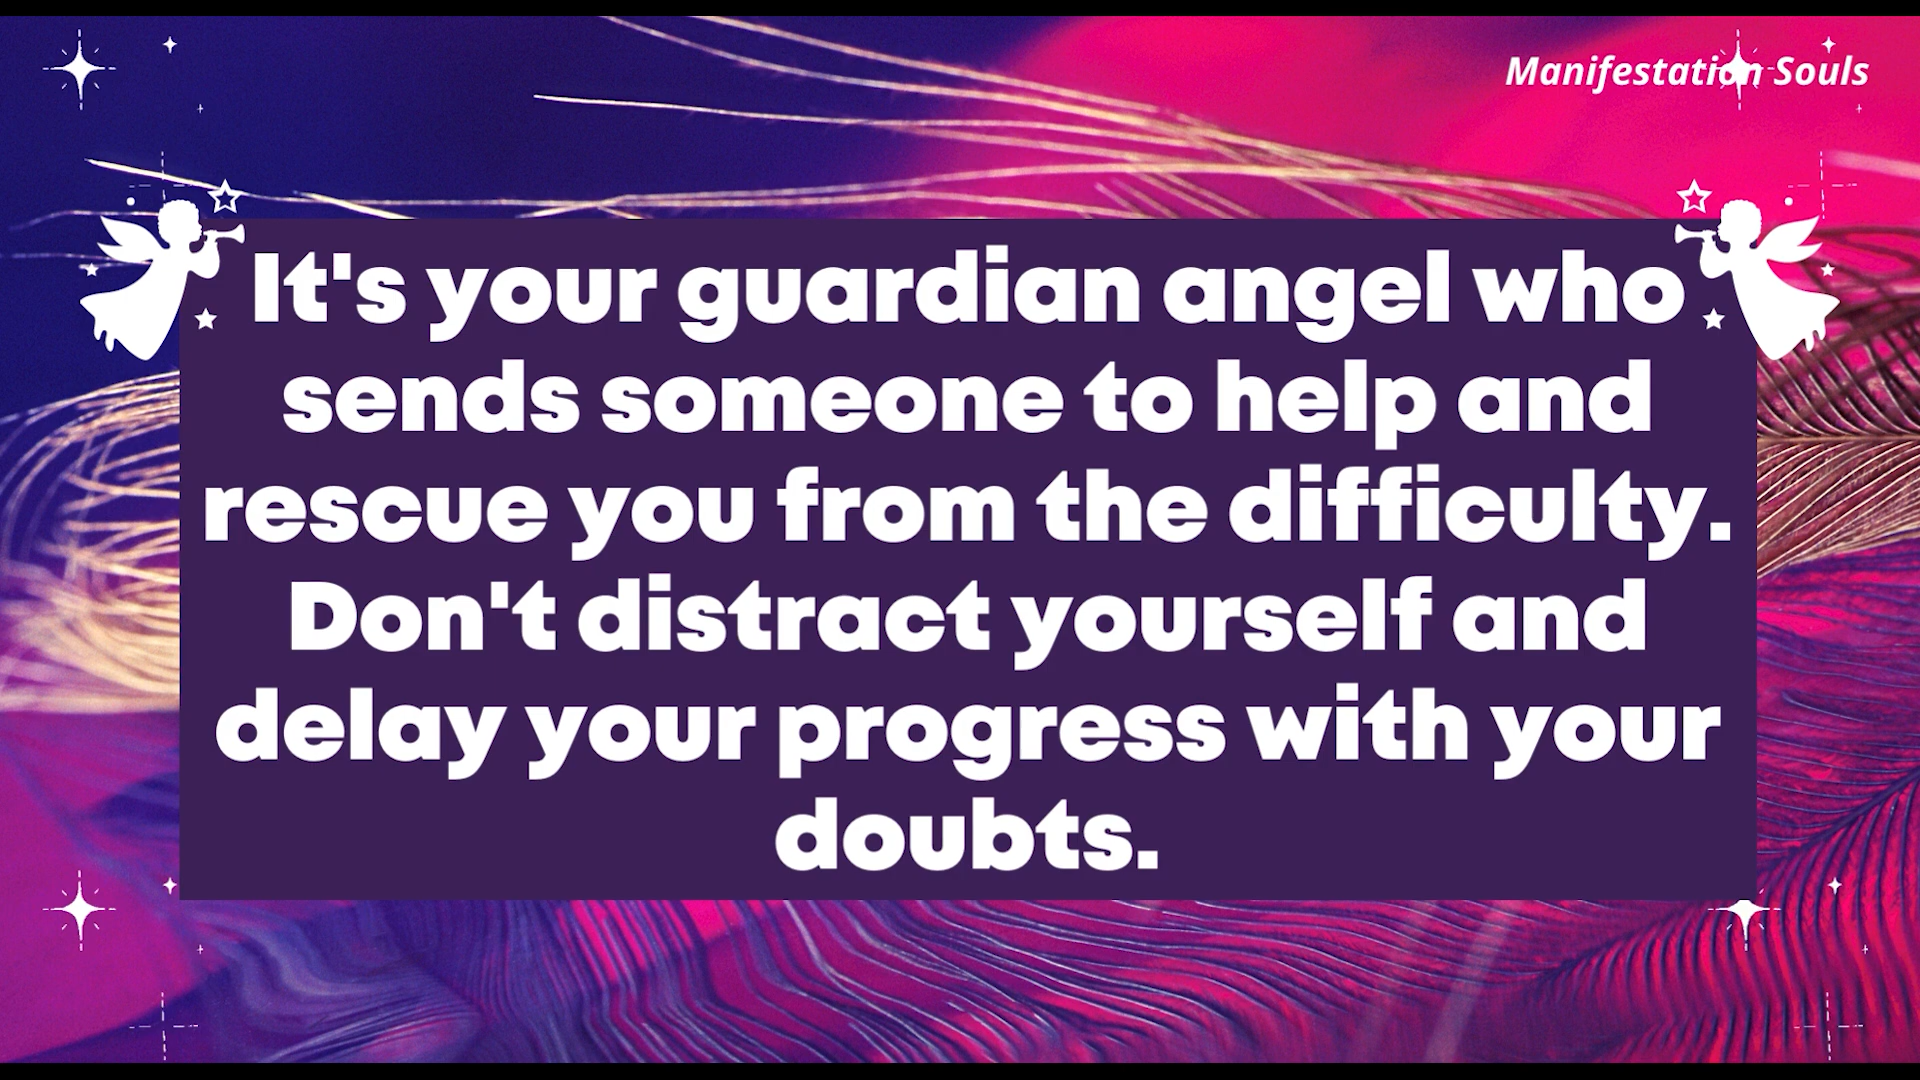 Manifestation Souls
It's your guardian angel who
sends someone to help and
rescue you from the difficulty.
Don't distract yourself and
delay your progress with your
doubts.